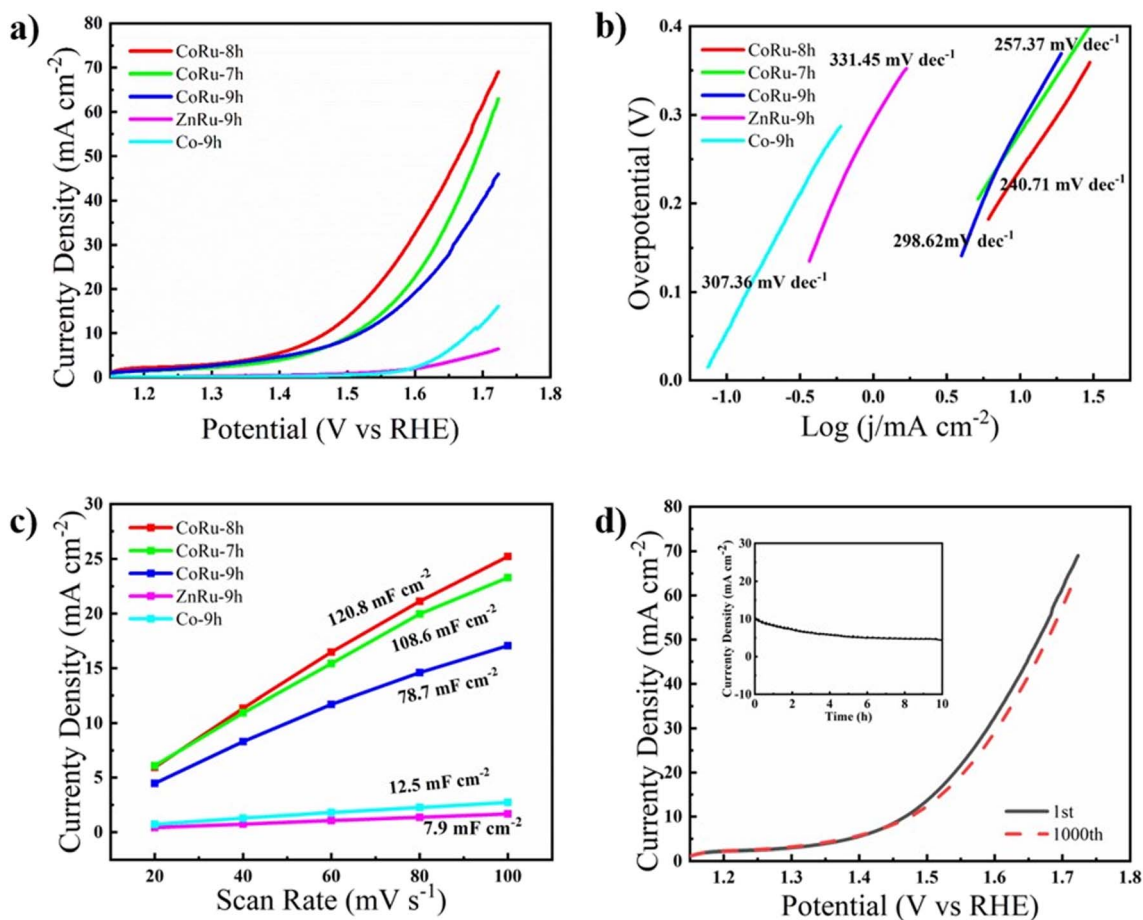 a)
CoRu-8h
CoRu-7h
CoRu-9h
ZnRu-9h
Co-9h
80
70
60
50
40
30
20
10
0
1.2 1.3 1.4 1.5 1.6 1.7 1.8
Currenty Density (mA cm-2)
Potential (V vs RHE)
b)
CoRu-8h
CoRu-7h
CoRu-9h
ZnRu-9h
Co-9h
331.45 mV dec-1
257.37 mV dec-1
240.71 mV dec-1
298.62mV dec-1
307.36 mV dec-1
0.4
0.3
0.2
0.1
0.0
-1.0 -0.5 0.0 0.5 1.0 1.5
Overpotential (V)
Log (j/mA cm-2)
c)
CoRu-8h
CoRu-7h
CoRu-9h
ZnRu-9h
Co-9h
120.8 mF cm-2
108.6 mF cm-2
78.7 mF cm-2
12.5 mF cm-2
7.9 mF cm-2
30
25
20
15
10
5
0
20 40 60 80 100
Currenty Density (mA cm-2)
Scan Rate (mV s-1)
d)
80
70
60
50
40
30
20
10
0
1.2 1.3 1.4 1.5 1.6 1.7 1.8
Currenty Density (mA cm-2)
Potential (V vs RHE)
30
20
10
0
-10
0 2 4 6 8 10
Currenty Density (mA cm-2)
Time (h)
1st
1000th